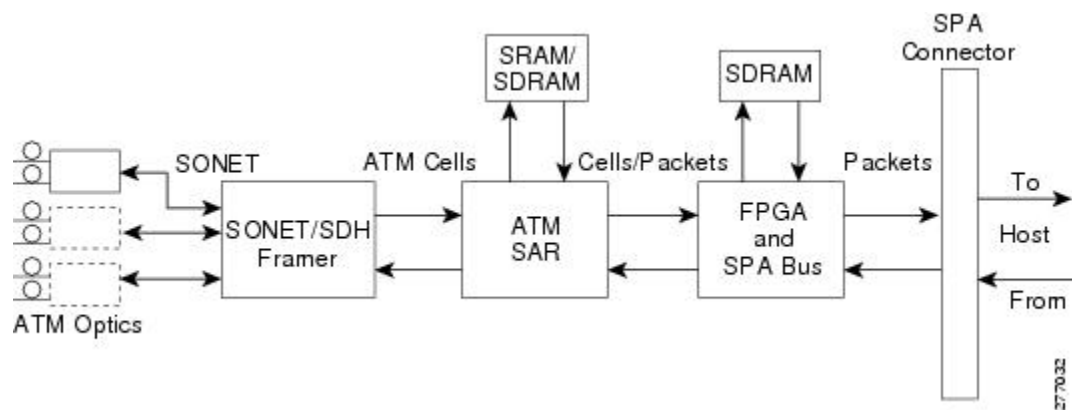 SPA
Connector
SRAM/
SDRAM
SDRAM
SONET
ATM Cells
Cells/Packets
Packets
To
Host
From
SONET/SDH
Framer
ATM
SAR
FPGA
and
SPA Bus
ATM Optics
277032